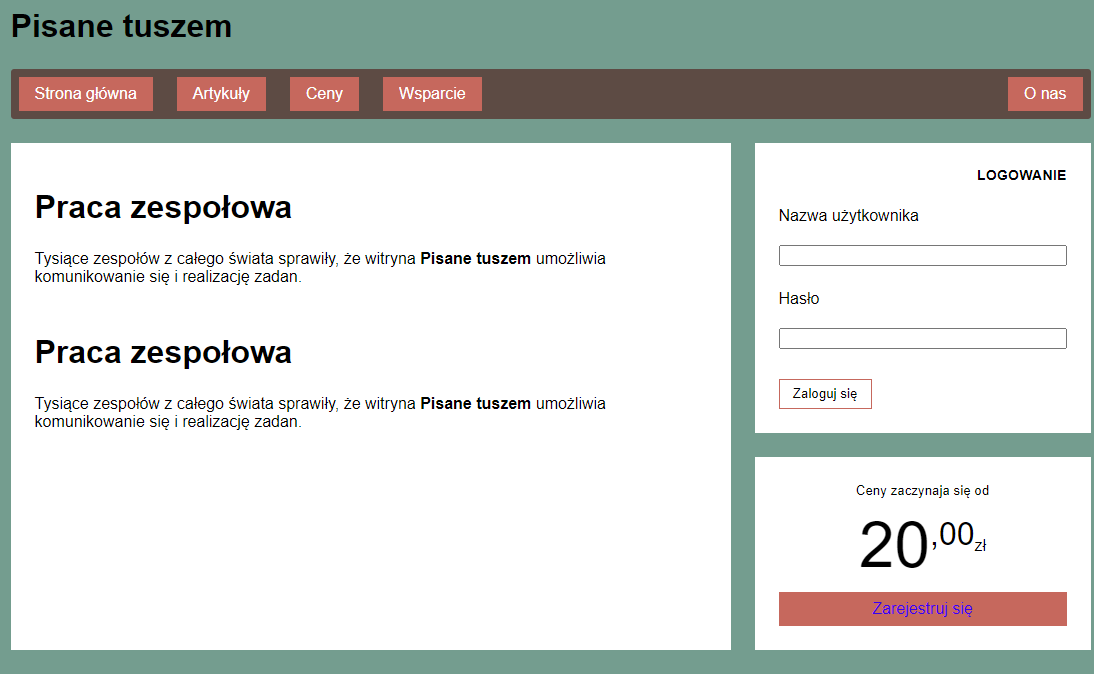 Pisane tuszem
Strona główna Artykuły Ceny Wsparcie O nas
Praca zespołowa
Tysiące zespołów z całego świata sprawiły, że witryna Pisane tuszem umożliwia
komunikowanie się i realizację zadan.
Praca zespołowa
Tysiące zespołów z całego świata sprawiły, że witryna Pisane tuszem umożliwia
komunikowanie się i realizację zadan.
LOGOWANIE
Nazwa użytkownika
Hasło
Zaloguj się
Ceny zaczynaja się od
20,00zł
Zarejestruj się